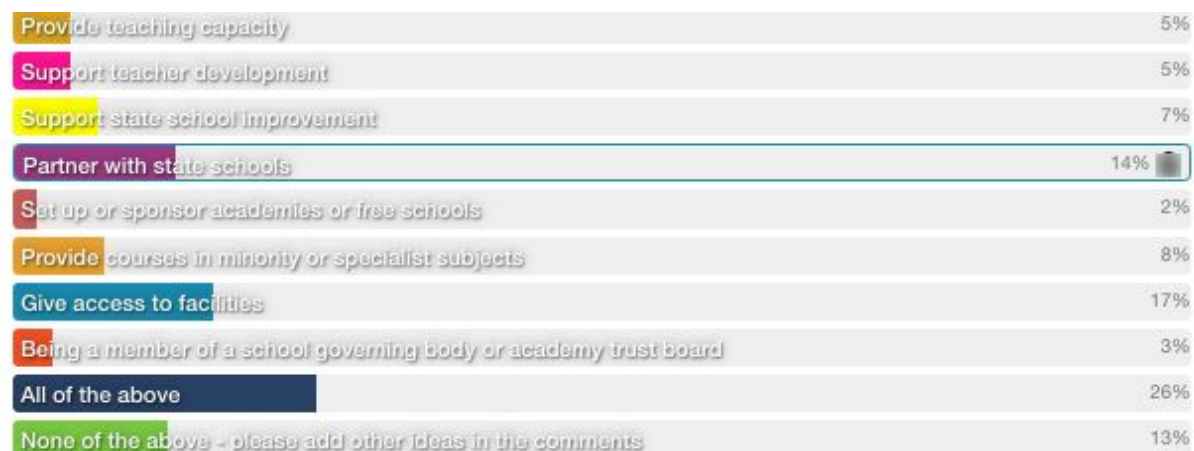 Provide teaching capacity 5%
Support teacher development 5%
Support state school improvement 7%
Partner with state schools 14%
Set up or sponsor academies or free schools 2%
Provide courses in minority or specialist subjects 8%
Give access to facilities 17%
Being a member of a school governing body or academy trust board 3%
All of the above 26%
None of the above - please add other ideas in the comments 13%